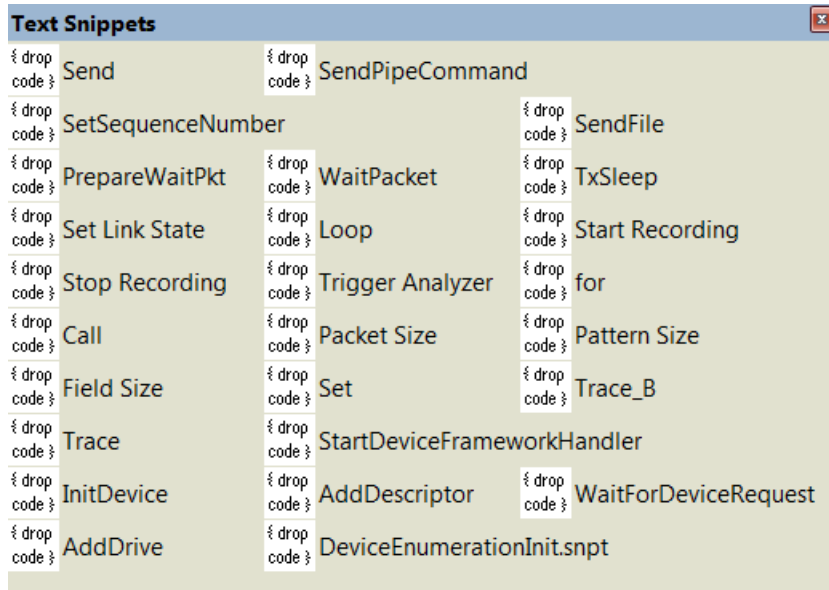 Text Snippets
{ drop code } Send { drop code } SendPipeCommand
{ drop code } SetSequenceNumber { drop code } SendFile
{ drop code } PrepareWaitPkt { drop code } WaitPacket { drop code } TxSleep
{ drop code } Set Link State { drop code } Loop { drop code } Start Recording
{ drop code } Stop Recording { drop code } Trigger Analyzer { drop code } for
{ drop code } Call { drop code } Packet Size { drop code } Pattern Size
{ drop code } Field Size { drop code } Set { drop code } Trace_B
{ drop code } Trace { drop code } StartDeviceFrameworkHandler
{ drop code } InitDevice { drop code } AddDescriptor { drop code } WaitForDeviceRequest
{ drop code } AddDrive { drop code } DeviceEnumerationInit.snpt